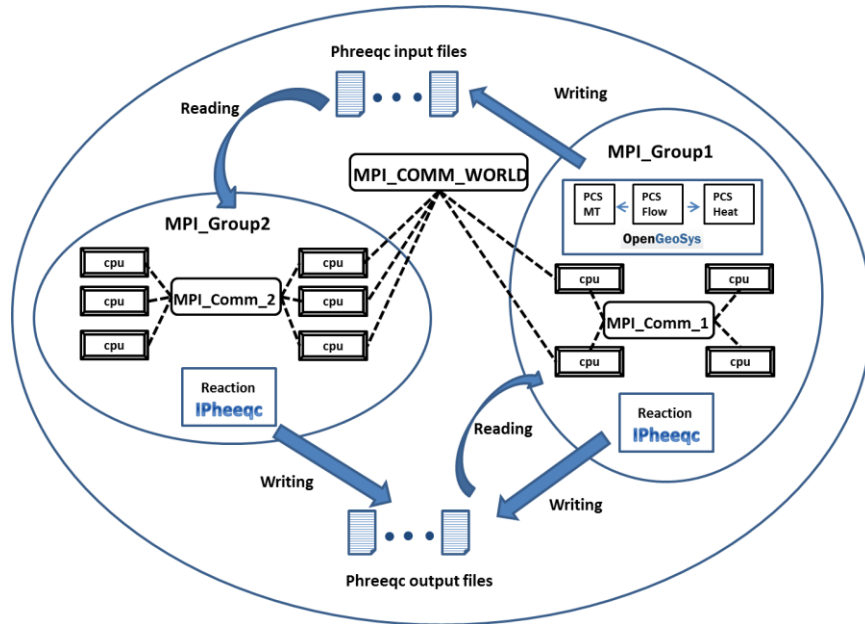 Phreeqc input files
Reading
Writing
MPI_COMM_WORLD
MPI_Group1
PCS
MT
PCS
Flow
PCS
Heat
OpenGeoSys
MPI_Group2
cpu
cpu
cpu
cpu
cpu
cpu
MPI_Comm_2
cpu
cpu
cpu
cpu
MPI_Comm_1
Reaction
IPheeqc
Reaction
IPheeqc
Reading
Writing
Writing
Phreeqc output files